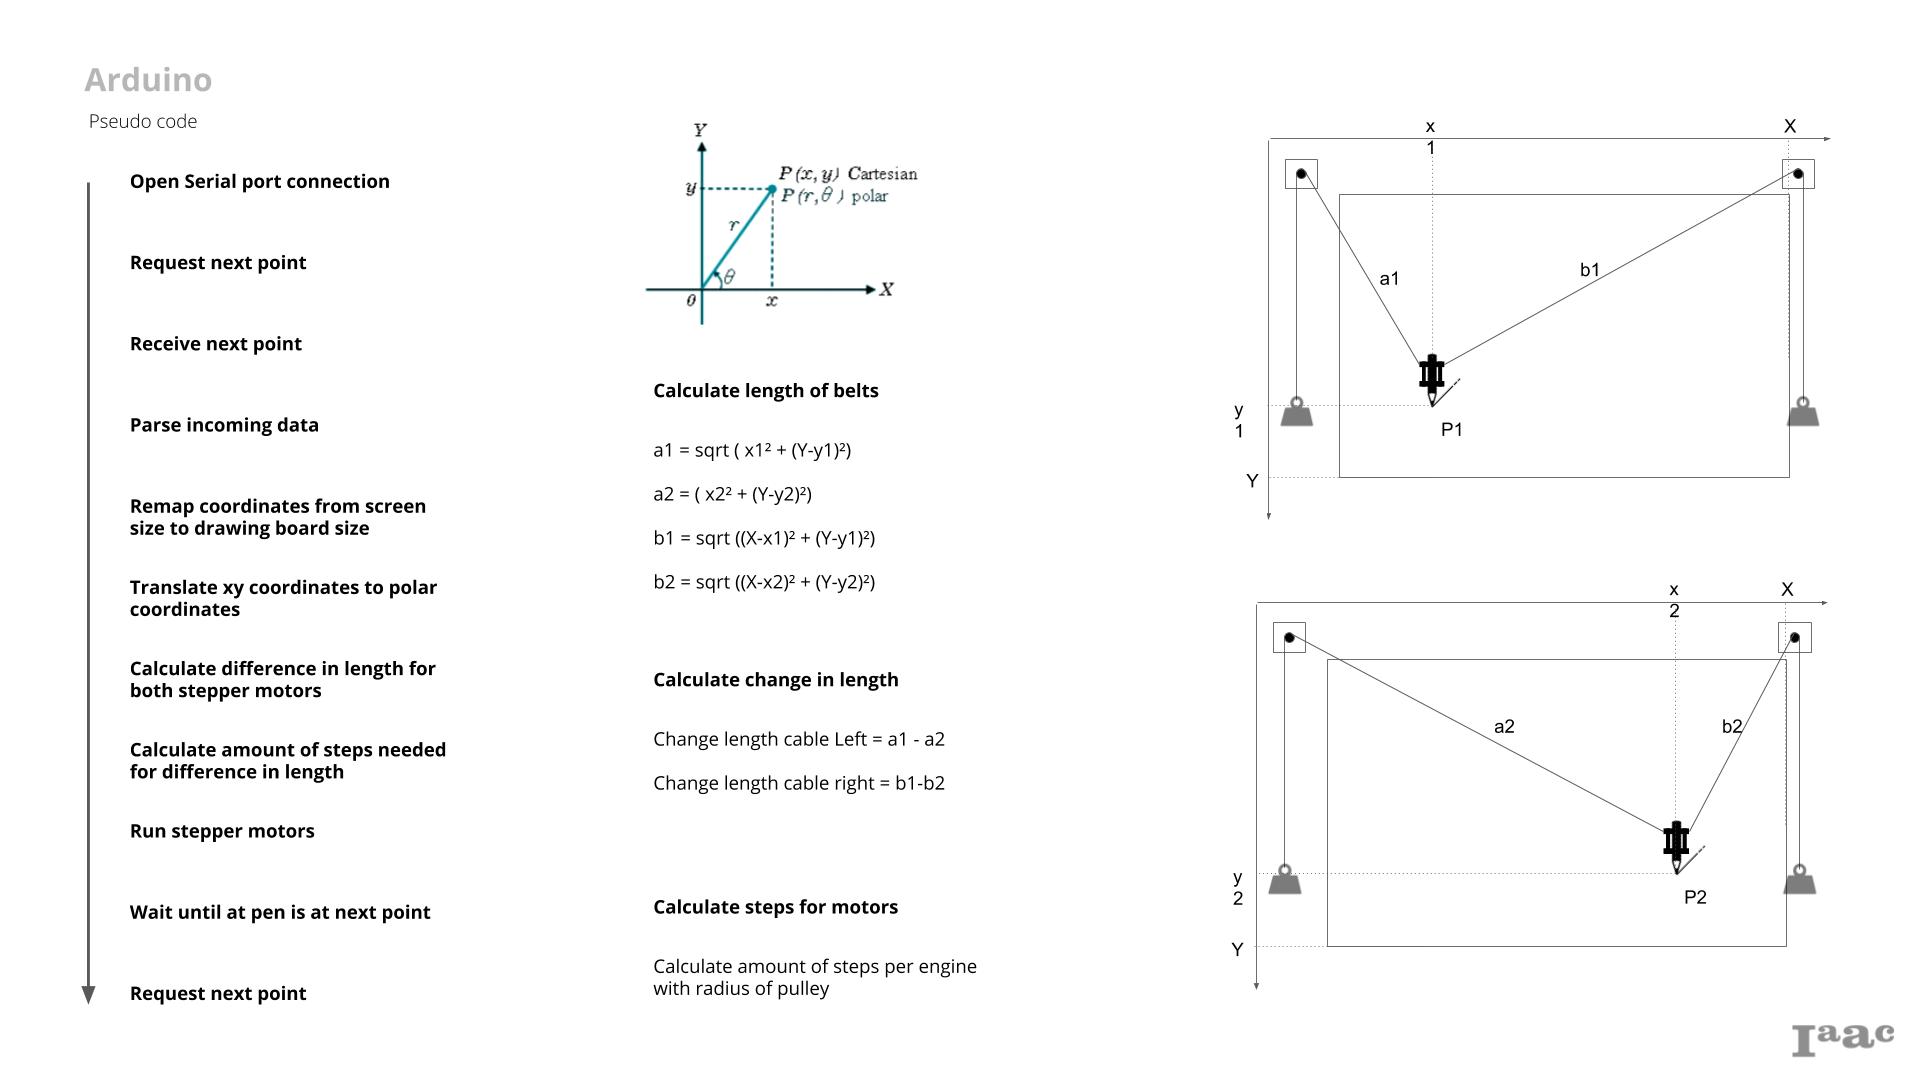 Arduino
Pseudo code
Open Serial port connection
Request next point
Receive next point
Parse incoming data
Remap coordinates from screen
size to drawing board size
Translate xy coordinates to polar
coordinates
Calculate difference in length for
both stepper motors
Calculate amount of steps needed
for difference in length
Run stepper motors
Wait until at pen is at next point
Request next point
Y
P(x, y) Cartesian
y
P(r, θ) polar
r
θ
X
0
x
Calculate length of belts
a1 = sqrt ( x1² + (Y-y1)²)
a2 = ( x2² + (Y-y2)²)
b1 = sqrt ((X-x1)² + (Y-y1)²)
b2 = sqrt ((X-x2)² + (Y-y2)²)
Calculate change in length
Change length cable Left = a1 - a2
Change length cable right = b1-b2
Calculate steps for motors
Calculate amount of steps per engine
with radius of pulley
x
1
X
a1
b1
y
1
P1
Y
x
2
X
a2
b2
y
2
P2
Y
Iaac